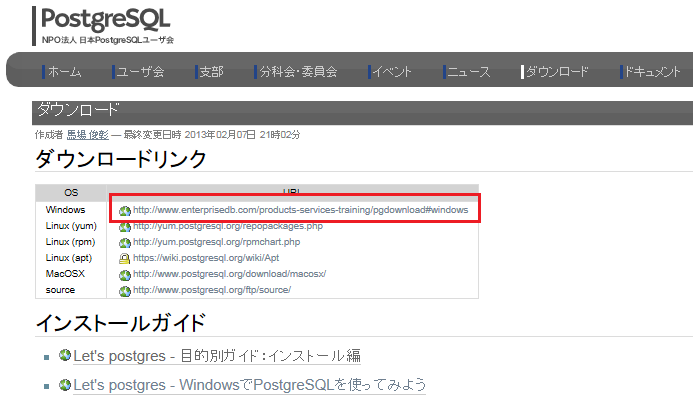 PostgreSQL
NPO法人 日本PostgreSQLユーザ会
ホーム ユーザ会 支部 分科会・委員会 イベント ニュース ダウンロード ドキュメント
ダウンロード
作成者 馬場 俊彰 — 最終変更日時 2013年02月07日 21時02分
ダウンロードリンク
OS URL
Windows http://www.enterprisedb.com/products-services-training/pgdownload#windows
Linux (yum) http://yum.postgresql.org/repopackages.php
Linux (rpm) http://yum.postgresql.org/rpmchart.php
Linux (apt) https://wiki.postgresql.org/wiki/Apt
MacOSX http://www.postgresql.org/download/macosx/
source http://www.postgresql.org/ftp/source/
インストールガイド
Let's postgres - 目的別ガイド：インストール編
Let's postgres - WindowsでPostgreSQLを使ってみよう